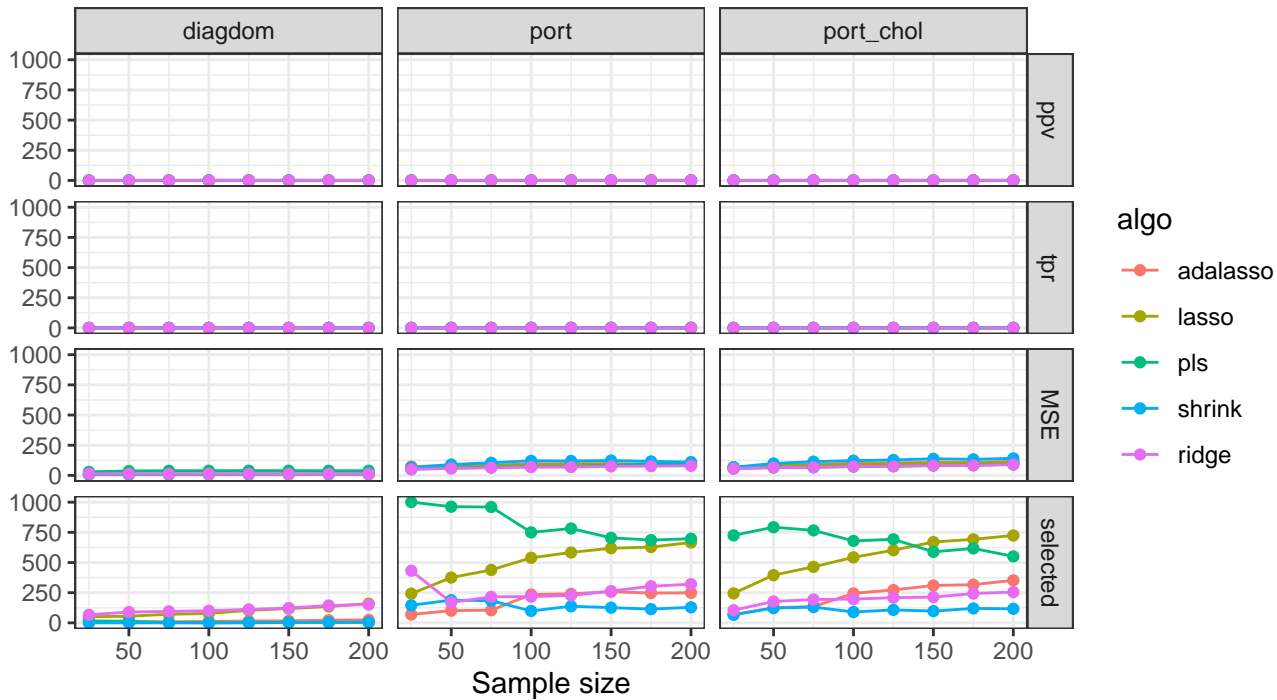 diagdom port port_chol
1000
750
500
250
0
ppv
1000
750
500
250
0
tpr
1000
750
500
250
0
MSE
1000
750
500
250
0
selected
50 100 150 200 50 100 150 200 50 100 150 200
Sample size
algo
adalasso
lasso
pls
shrink
ridge